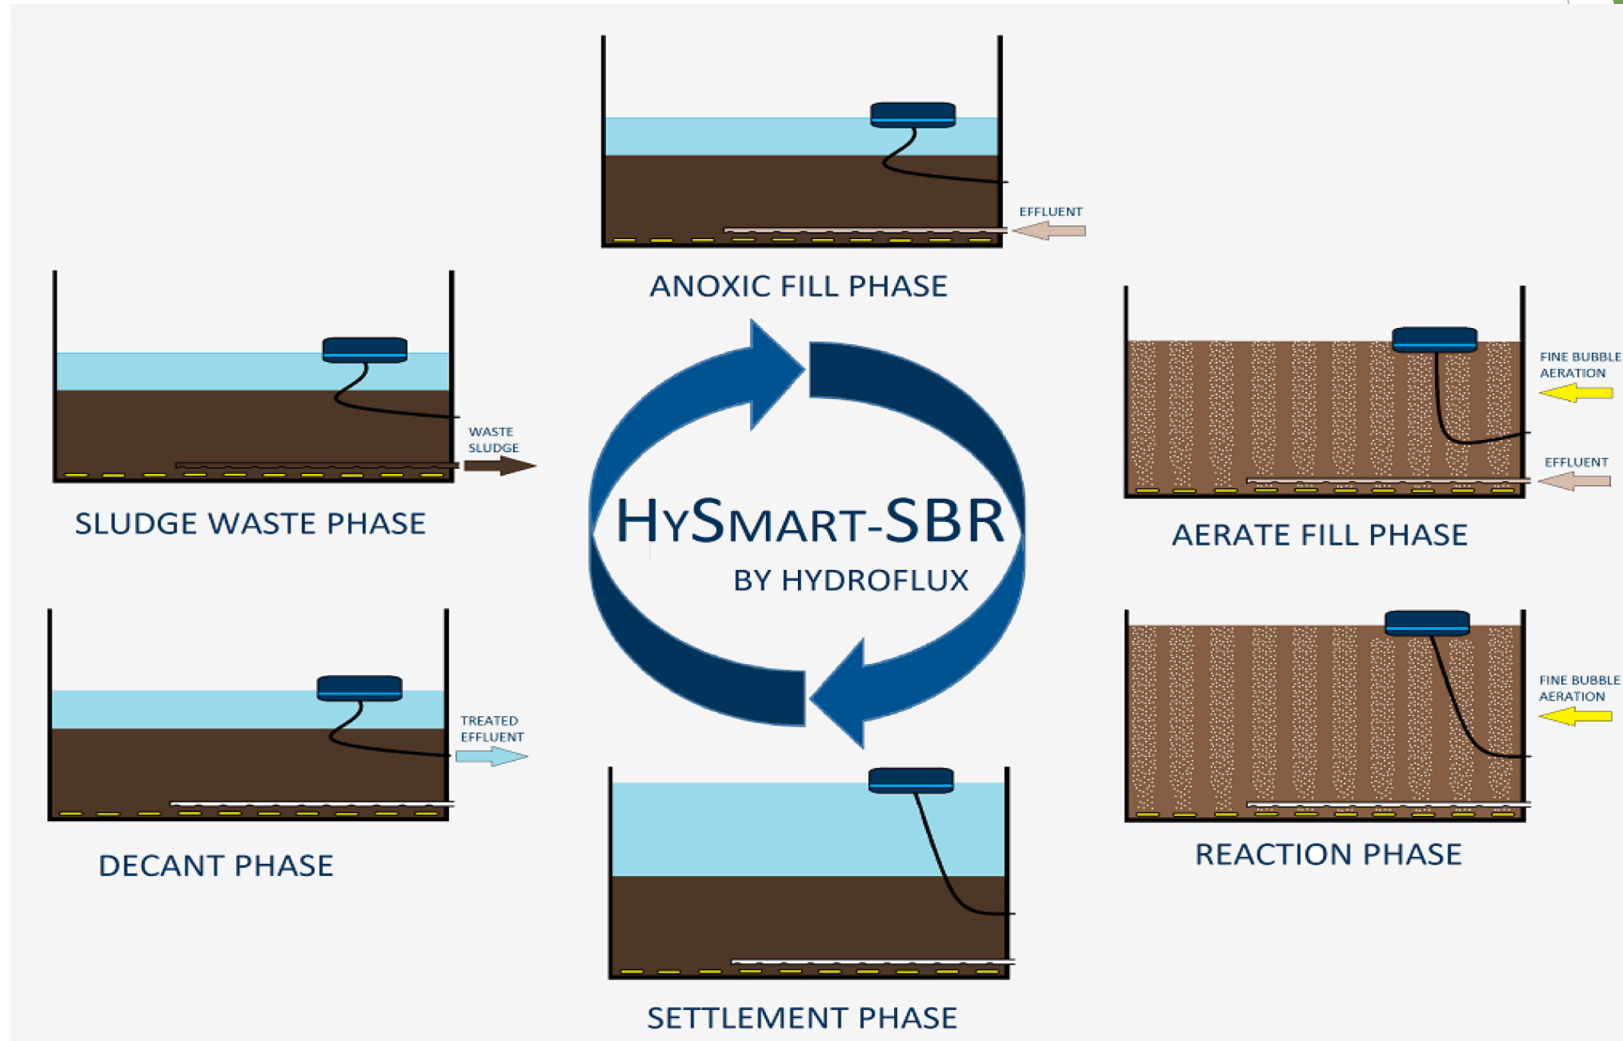 EFFLUENT
ANOXIC FILL PHASE
FINE BUBBLE
AERATION
EFFLUENT
AERATE FILL PHASE
FINE BUBBLE
AERATION
REACTION PHASE
SETTLEMENT PHASE
TREATED
EFFLUENT
DECANT PHASE
WASTE
SLUDGE
SLUDGE WASTE PHASE
HYSMART-SBR
BY HYDROFLUX